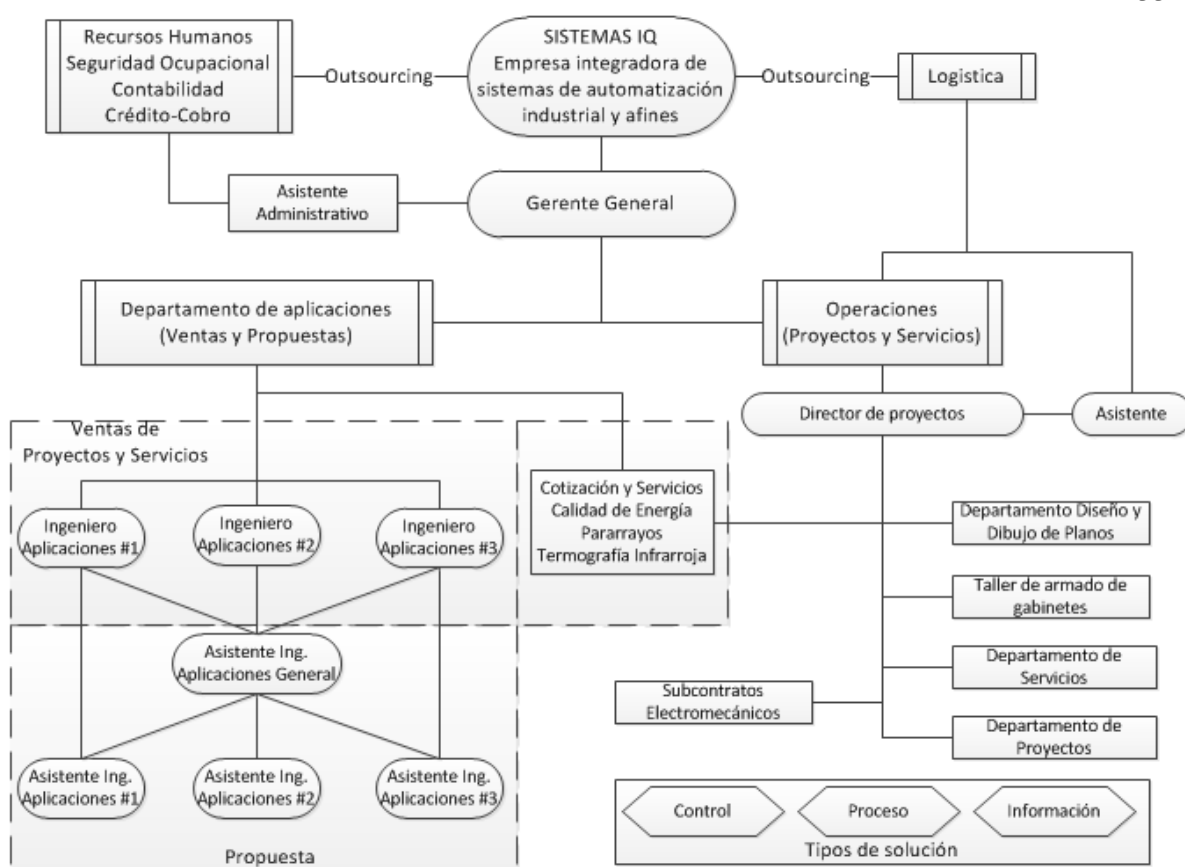 Recursos Humanos
Seguridad Ocupacional
Contabilidad
Crédito-Cobro
Outsourcing
SISTEMAS IQ
Empresa integradora de
sistemas de automatización
industrial y afines
Outsourcing
Logistica
Asistente
Administrativo
Gerente General
Departamento de aplicaciones
(Ventas y Propuestas)
Operaciones
(Proyectos y Servicios)
Director de proyectos
Asistente
Ventas de
Proyectos y Servicios
Cotización y Servicios
Calidad de Energía
Pararrayos
Termografía Infrarroja
Ingeniero
Aplicaciones #1
Ingeniero
Aplicaciones #2
Ingeniero
Aplicaciones #3
Departamento Diseño y
Dibujo de Planos
Taller de armado de
gabinetes
Asistente Ing.
Aplicaciones General
Departamento de
Servicios
Subcontratos
Electromecánicos
Departamento de
Proyectos
Asistente Ing.
Aplicaciones #1
Asistente Ing.
Aplicaciones #2
Asistente Ing.
Aplicaciones #3
Propuesta
Control
Proceso
Información
Tipos de solución